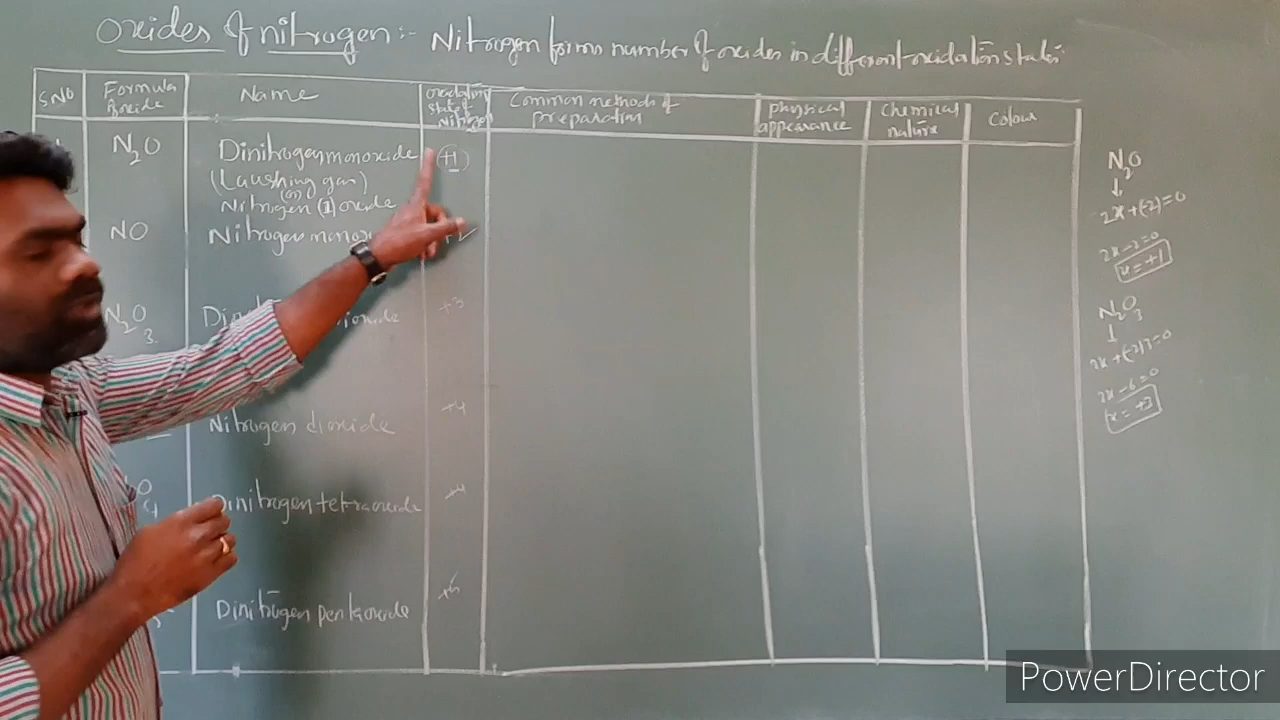 Oxides of nitrogen :- Nitrogen forms number of oxides in different oxidation states
S.NO
Formula
oxide
Name
oxidation
state of
Nitrogen
Common methods of
preparation
physical
appearance
Chemical
nature
Colour
N2O
Dinitrogen monoxide
+1
(Laushing gas)
(or)
Nitrogen (I) oxide
NO
Nitrogen
+2
N2O3
+3
Nitrogen dioxide
+4
Dinitrogen tetraoxide
+4
Dinitrogen pentaoxide
+5
N2O
↓
2x+(-2)=0
2x-2=0
x=+1
N2O3
↓
2x+(-2)3=0
2x-6=0
x=+3
PowerDirector